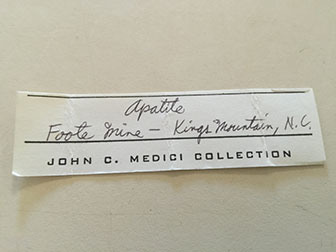 Apatite
Foote Mine - Kings Mountain, N.C.
JOHN C. MEDICI COLLECTION